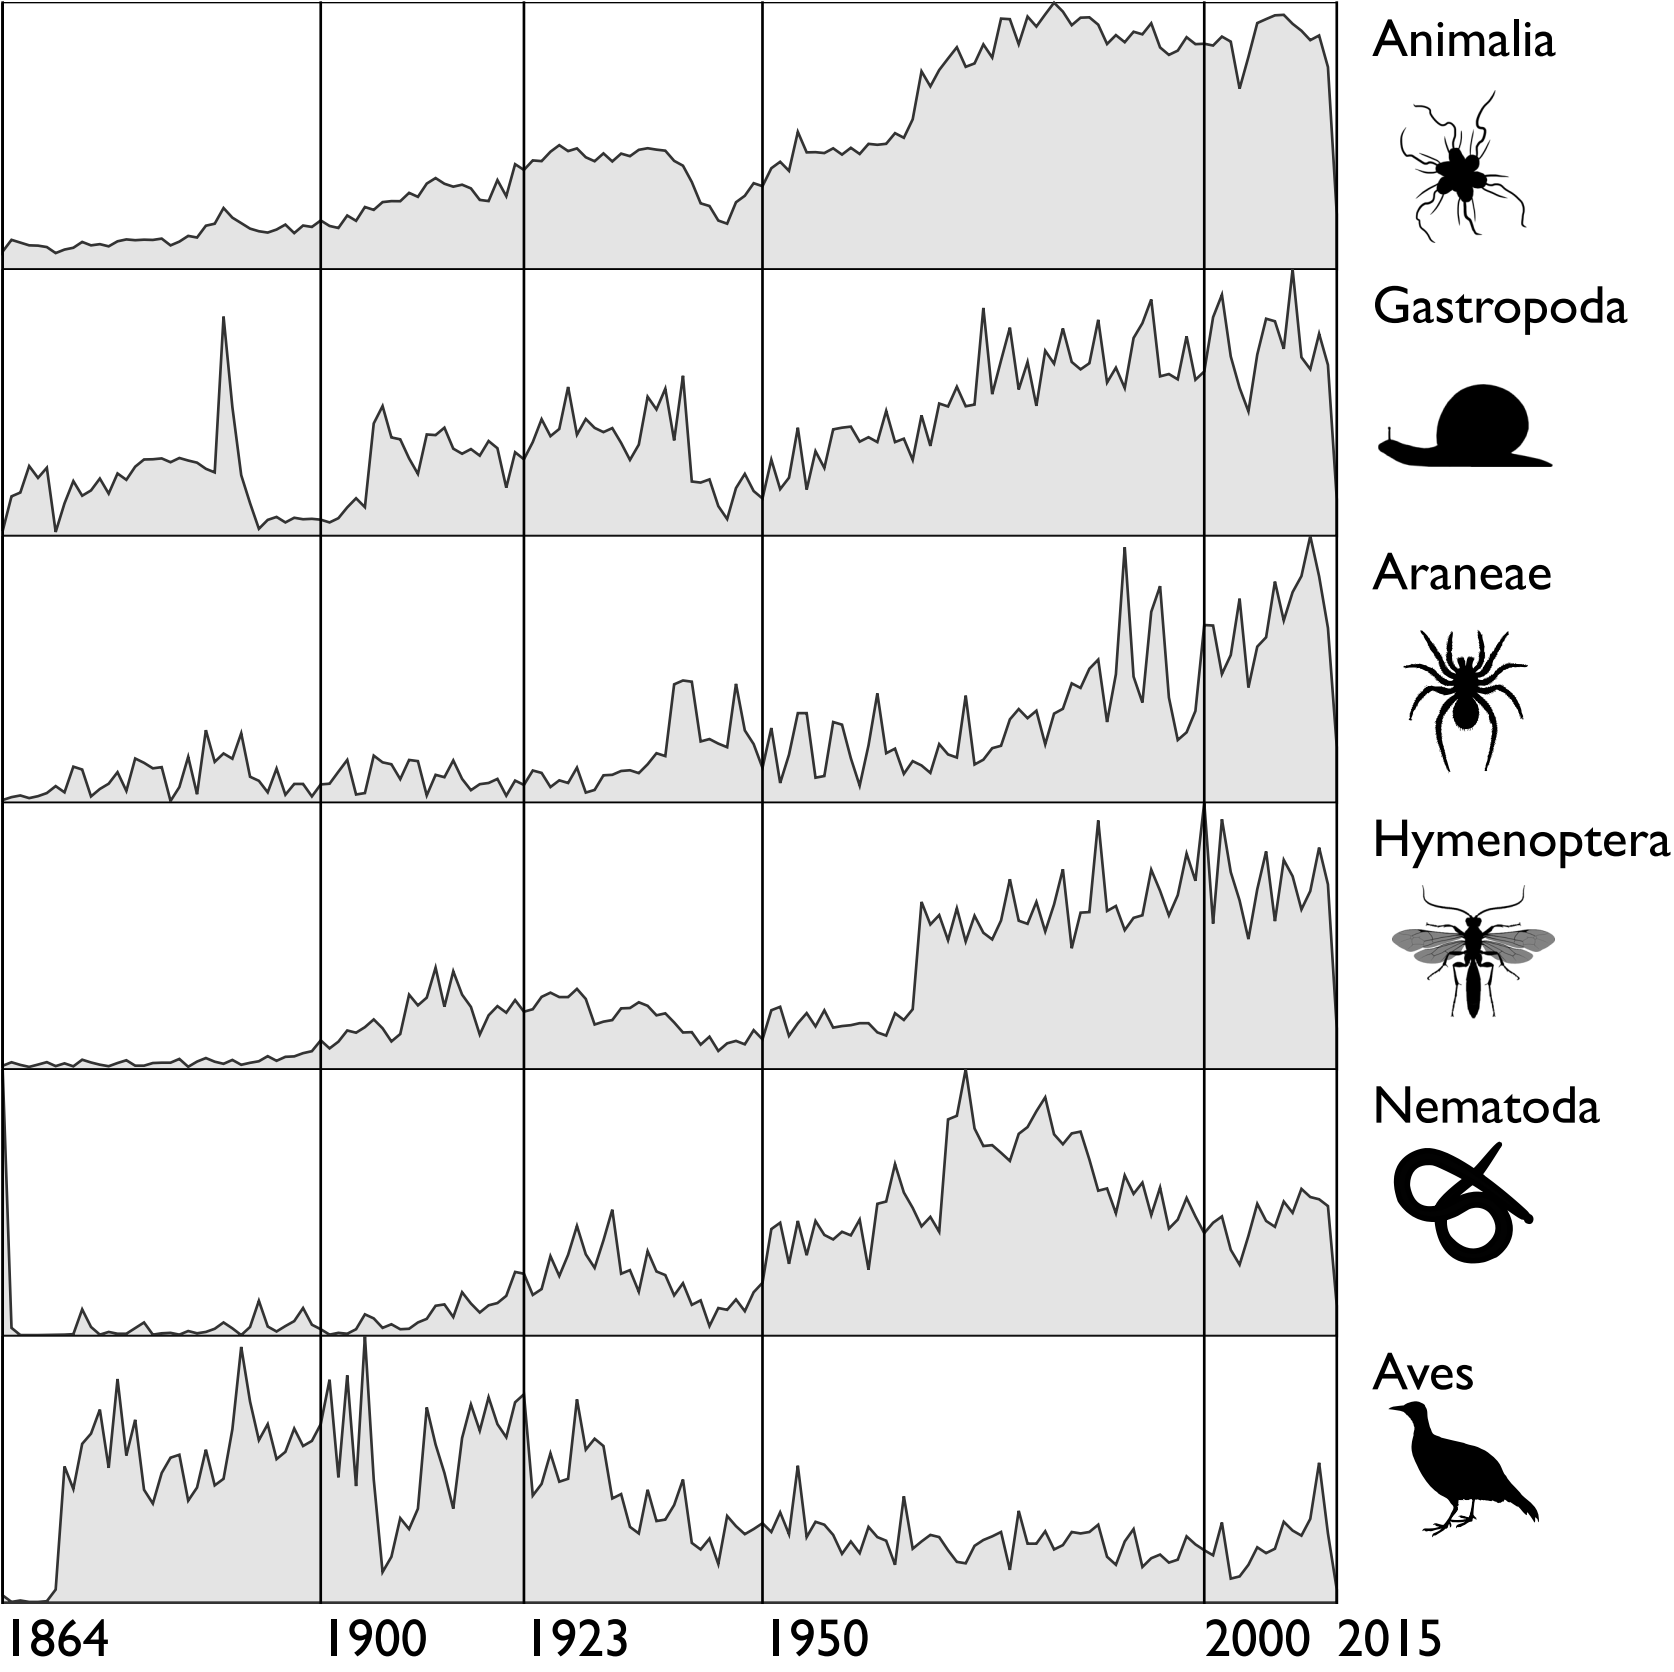 Animalia
Gastropoda
Araneae
Hymenoptera
Nematoda
Aves
1864 1900 1923 1950 2000 2015